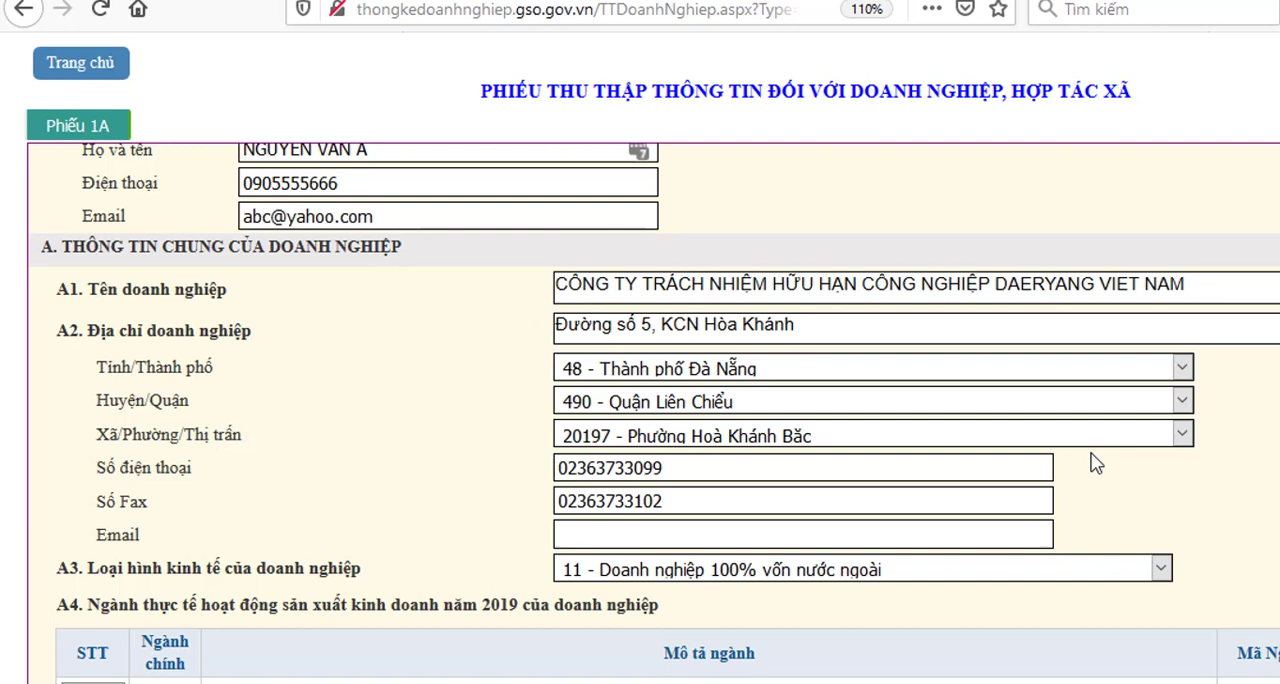 thongkedoanhnghiep.gso.gov.vn/TTDoanhNghiep.aspx?Type
110%
Tìm kiếm
Trang chủ
PHIẾU THU THẬP THÔNG TIN ĐỐI VỚI DOANH NGHIỆP, HỢP TÁC XÃ
Phiếu 1A
Họ và tên NGUYEN VAN A
Điện thoại 0905555666
Email abc@yahoo.com
A. THÔNG TIN CHUNG CỦA DOANH NGHIỆP
A1. Tên doanh nghiệp CÔNG TY TRÁCH NHIỆM HỮU HẠN CÔNG NGHIỆP DAERYANG VIET NAM
A2. Địa chỉ doanh nghiệp Đường số 5, KCN Hòa Khánh
Tỉnh/Thành phố 48 - Thành phố Đà Nẵng
Huyện/Quận 490 - Quận Liên Chiểu
Xã/Phường/Thị trấn 20197 - Phường Hoà Khánh Bắc
Số điện thoại 02363733099
Số Fax 02363733102
Email
A3. Loại hình kinh tế của doanh nghiệp 11 - Doanh nghiệp 100% vốn nước ngoài
A4. Ngành thực tế hoạt động sản xuất kinh doanh năm 2019 của doanh nghiệp
STT Ngành chính Mô tả ngành Mã